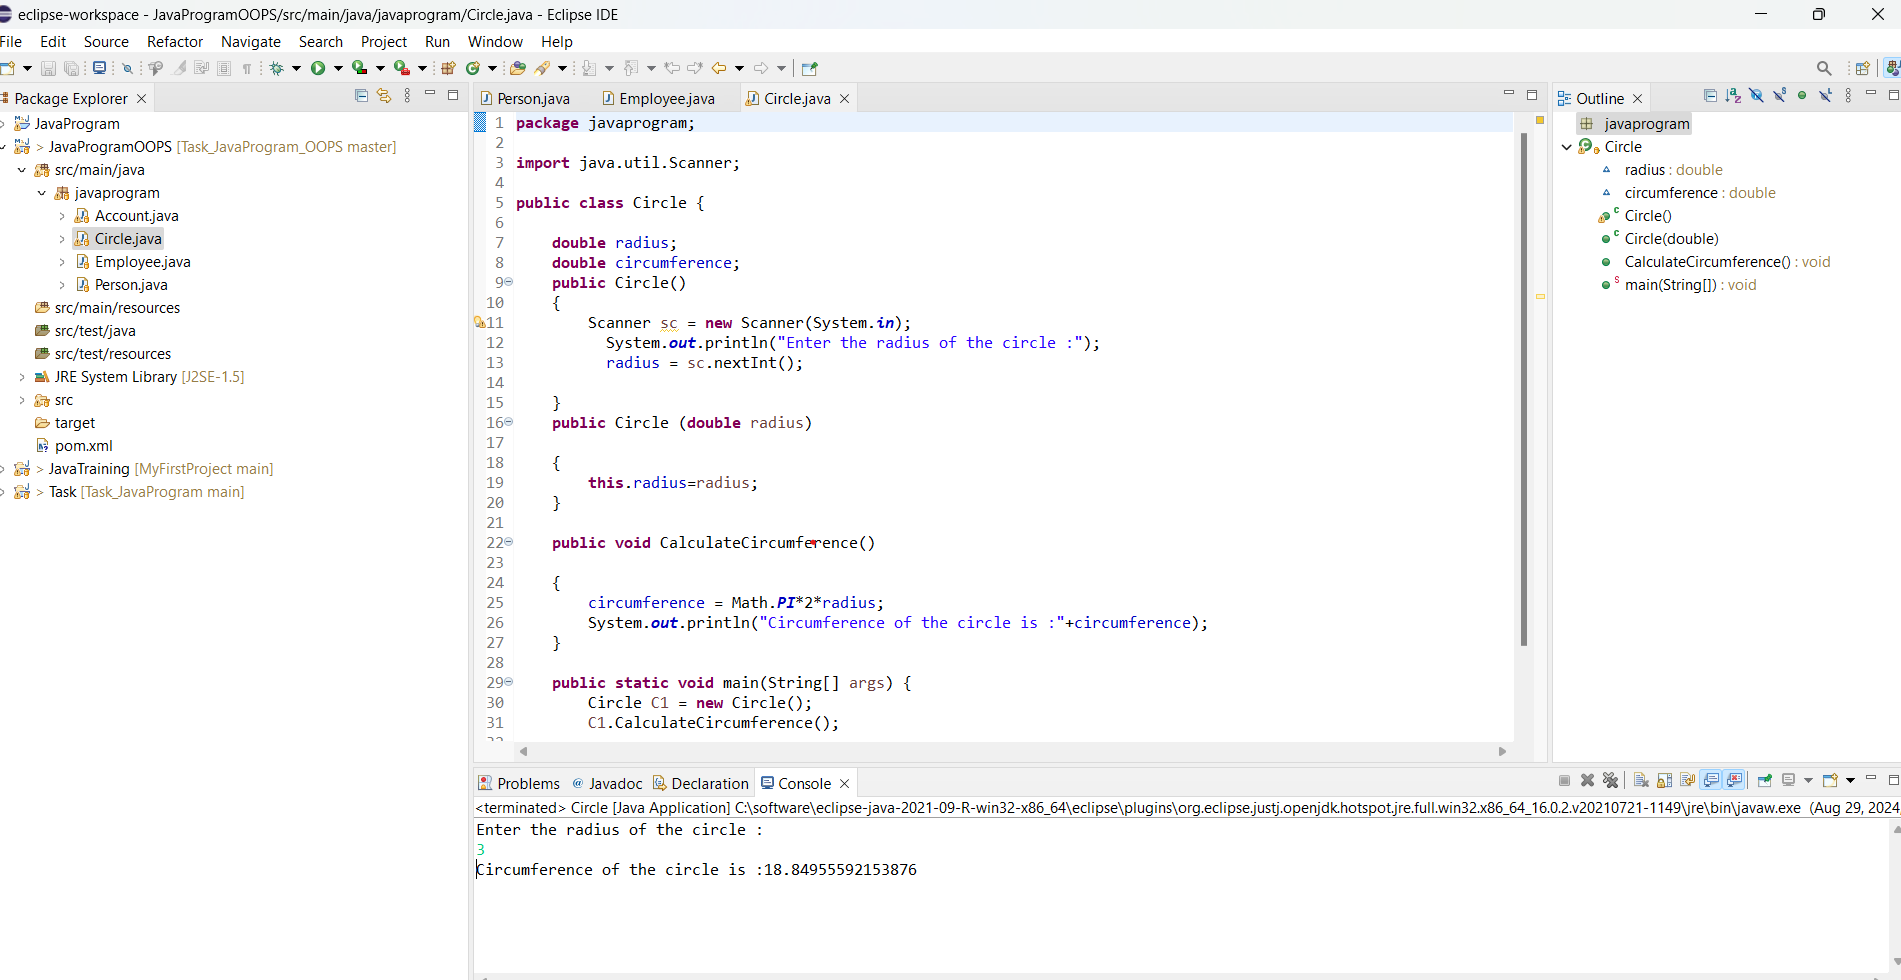 eclipse-workspace - JavaProgramOOPS/src/main/java/javaprogram/Circle.java - Eclipse IDE
File Edit Source Refactor Navigate Search Project Run Window Help
Package Explorer
JavaProgram
> JavaProgramOOPS [Task_JavaProgram_OOPS master]
src/main/java
javaprogram
Account.java
Circle.java
Employee.java
Person.java
src/main/resources
src/test/java
src/test/resources
JRE System Library [J2SE-1.5]
src
target
pom.xml
> JavaTraining [MyFirstProject main]
> Task [Task_JavaProgram main]
Person.java Employee.java Circle.java
1 package javaprogram;
2
3 import java.util.Scanner;
4
5 public class Circle {
6
7 double radius;
8 double circumference;
9 public Circle()
10 {
11 Scanner sc = new Scanner(System.in);
12 System.out.println("Enter the radius of the circle :");
13 radius = sc.nextInt();
14
15 }
16 public Circle (double radius)
17
18 {
19 this.radius=radius;
20 }
21
22 public void CalculateCircumference()
23
24 {
25 circumference = Math.PI*2*radius;
26 System.out.println("Circumference of the circle is :"+circumference);
27 }
28
29 public static void main(String[] args) {
30 Circle C1 = new Circle();
31 C1.CalculateCircumference();
Outline
javaprogram
Circle
radius : double
circumference : double
Circle()
Circle(double)
CalculateCircumference() : void
main(String[]) : void
Problems Javadoc Declaration Console
<terminated> Circle [Java Application] C:\software\eclipse-java-2021-09-R-win32-x86_64\eclipse\plugins\org.eclipse.justj.openjdk.hotspot.jre.full.win32.x86_64_16.0.2.v20210721-1149\jre\bin\javaw.exe (Aug 29, 2024,
Enter the radius of the circle :
3
Circumference of the circle is :18.84955592153876